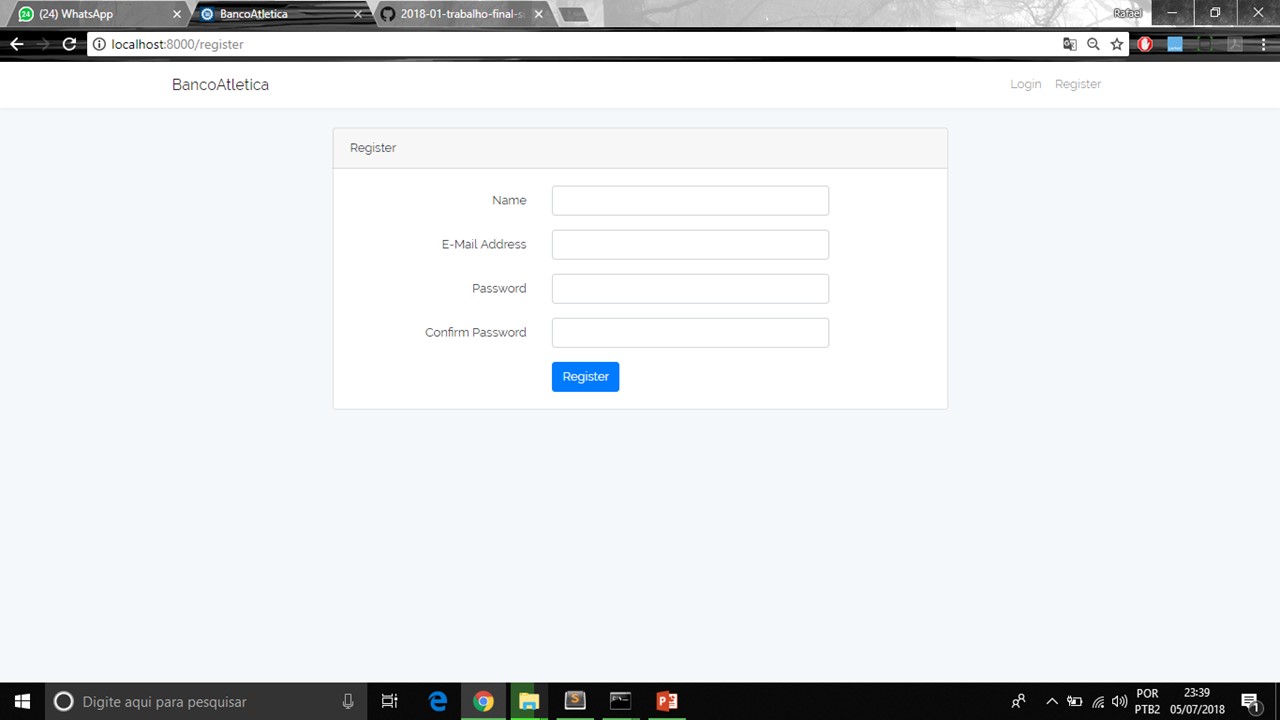 (24) WhatsApp
BancoAtletica
2018-01-trabalho-final-s
Rafael
localhost:8000/register
BancoAtletica
Login
Register
Register
Name
E-Mail Address
Password
Confirm Password
Register
Digite aqui para pesquisar
POR
PTB2
23:39
05/07/2018
1